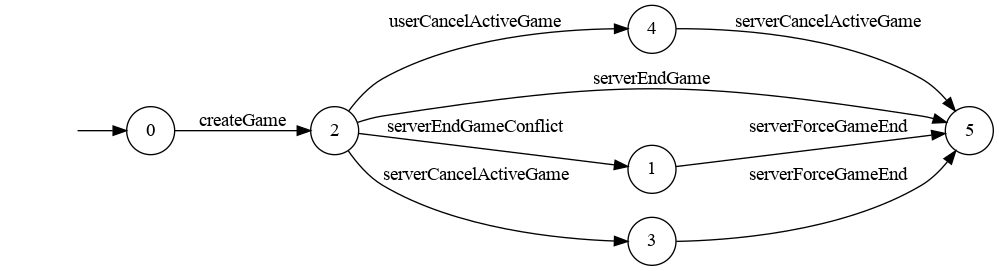 userCancelActiveGame
4
serverCancelActiveGame
serverEndGame
0
createGame
2
serverEndGameConflict
serverForceGameEnd
5
1
serverCancelActiveGame
serverForceGameEnd
3